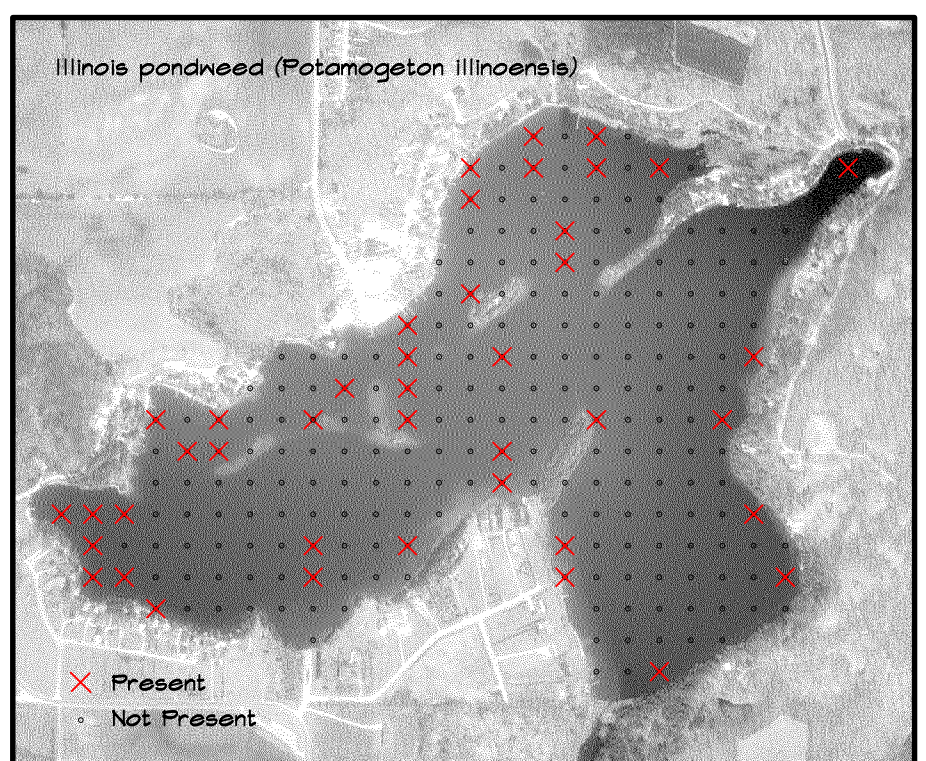 Illinois pondweed (Potamogeton illinoensis)
Present
Not Present